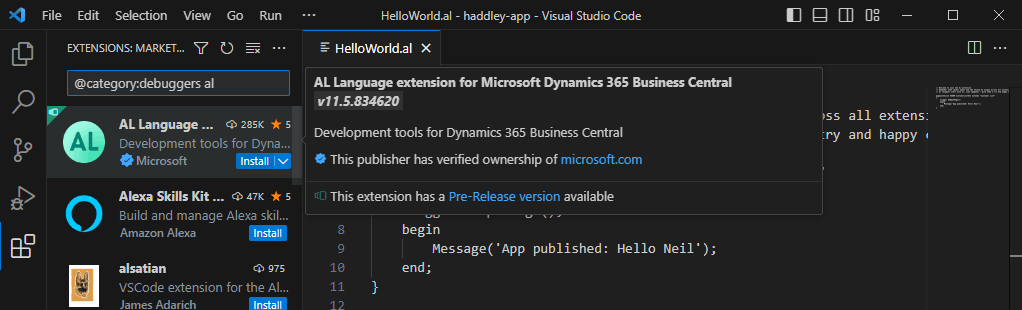 File Edit Selection View Go Run ··· HelloWorld.al - haddley-app - Visual Studio Code
EXTENSIONS: MARKET... ···
HelloWorld.al
@category:debuggers al
AL Language ... 285K 5
Development tools for Dyna...
Microsoft
Install
Alexa Skills Kit ... 47K 5
Build and manage Alexa skil...
Amazon Alexa
Install
alsatian 975
VSCode extension for the Al...
James Adarich
Install
AL
AL Language extension for Microsoft Dynamics 365 Business Central
v11.5.834620
Development tools for Dynamics 365 Business Central
This publisher has verified ownership of microsoft.com
This extension has a Pre-Release version available
all extens
try and happy
8 begin
9 Message('App published: Hello Neil');
10 end;
11 }
12